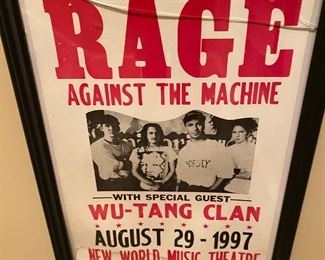 RAGE
AGAINST THE MACHINE
WITH SPECIAL GUEST
WU-TANG CLAN
AUGUST 29 - 1997
NEW WORLD MUSIC THEATRE